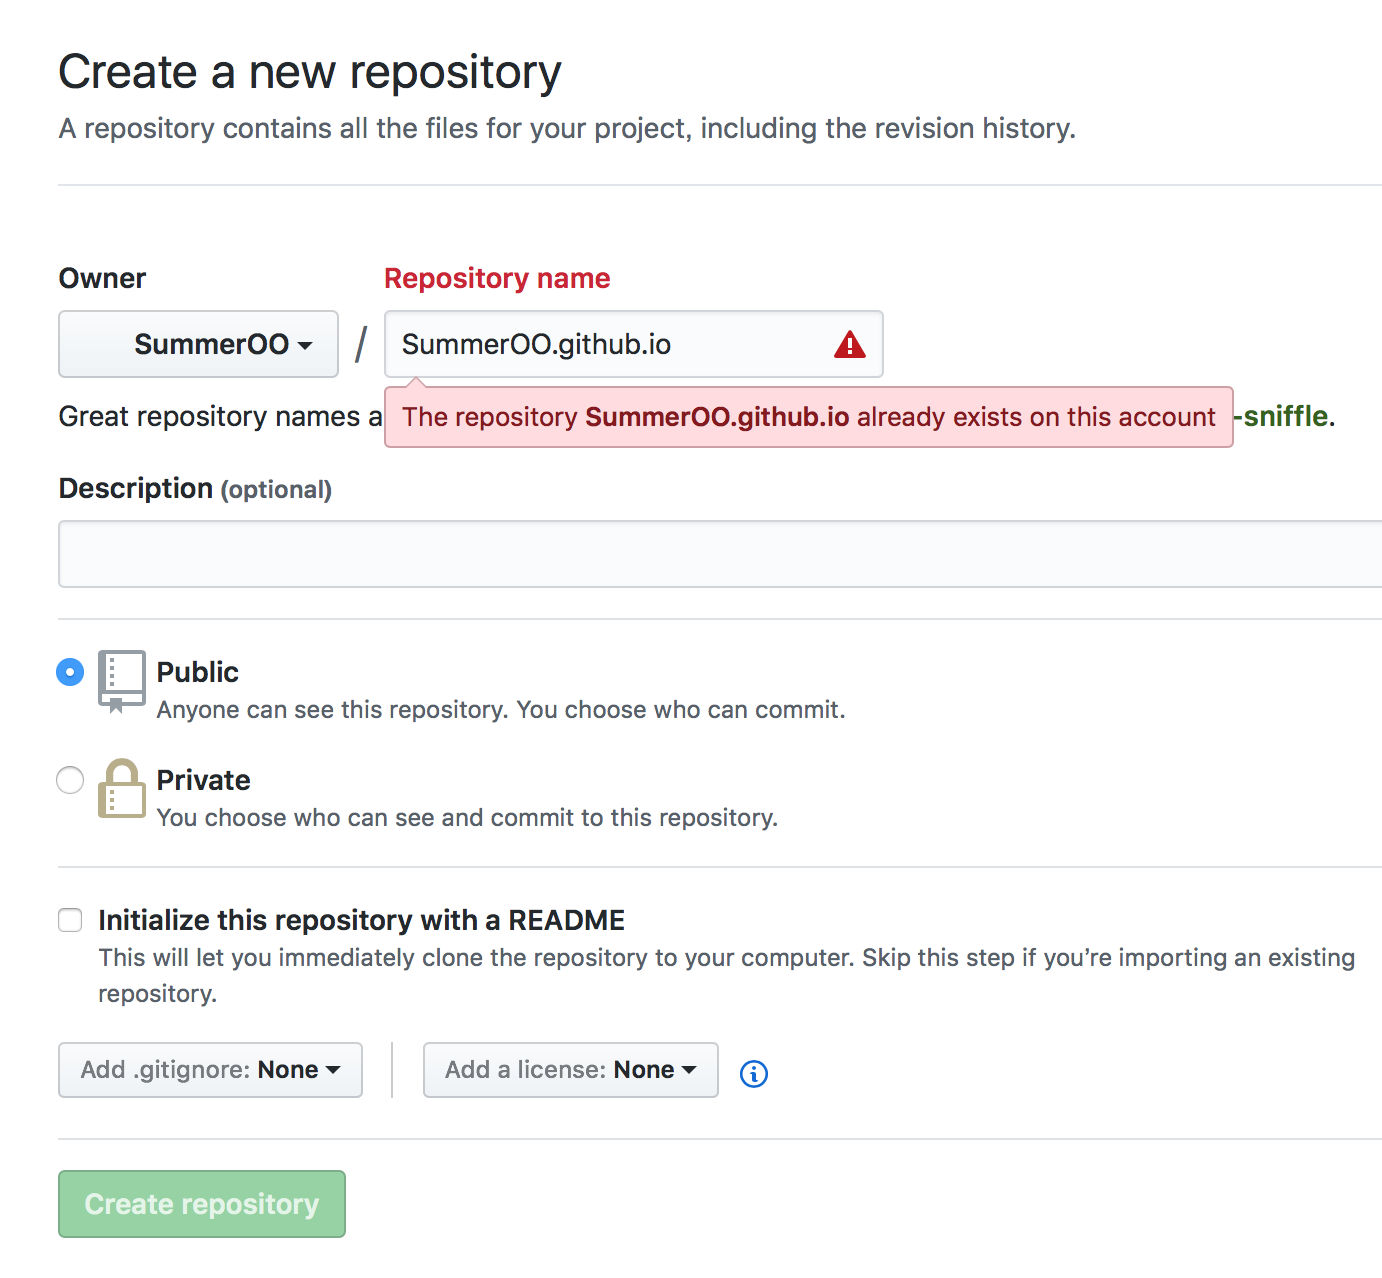 Create a new repository
A repository contains all the files for your project, including the revision history.
Owner
Repository name
SummerOO
/
SummerOO.github.io
Great repository names a
The repository SummerOO.github.io already exists on this account
-sniffle.
Description (optional)
Public
Anyone can see this repository. You choose who can commit.
Private
You choose who can see and commit to this repository.
Initialize this repository with a README
This will let you immediately clone the repository to your computer. Skip this step if you’re importing an existing
repository.
Add .gitignore: None
Add a license: None
Create repository